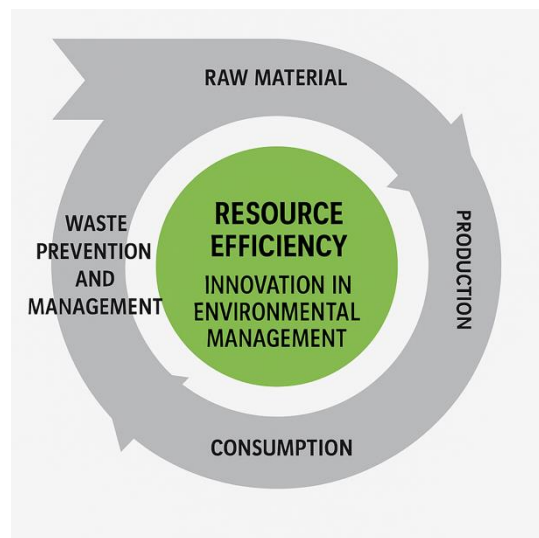 RAW MATERIAL
PRODUCTION
CONSUMPTION
WASTE
PREVENTION
AND
MANAGEMENT
RESOURCE
EFFICIENCY
INNOVATION IN
ENVIRONMENTAL
MANAGEMENT